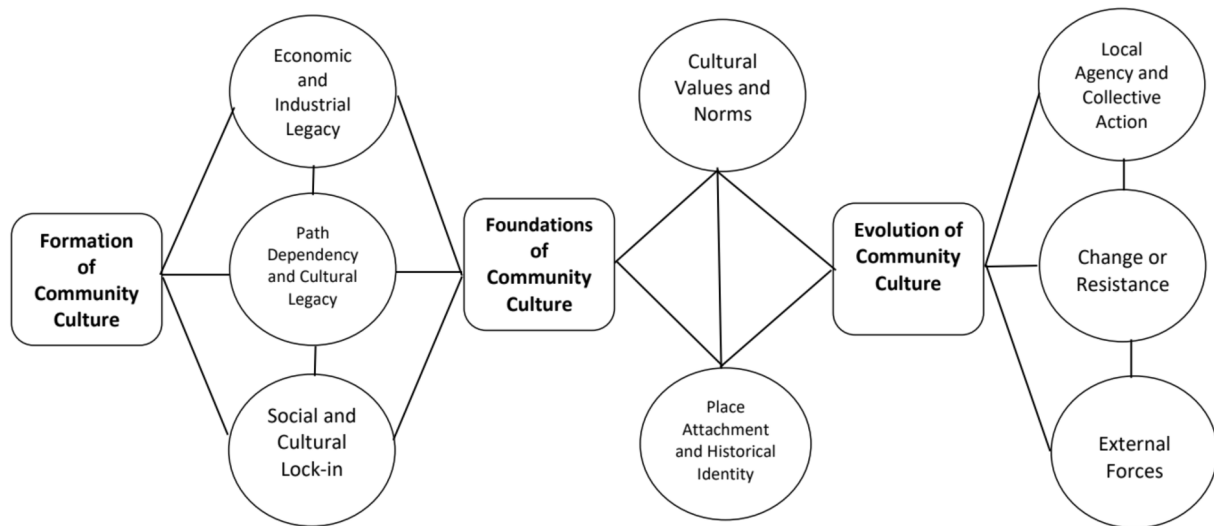 Economic
and
Industrial
Legacy
Formation
of
Community
Culture
Path
Dependency
and Cultural
Legacy
Social and
Cultural
Lock-in
Foundations
of
Community
Culture
Cultural
Values and
Norms
Place
Attachment
and Historical
Identity
Evolution of
Community
Culture
Local
Agency and
Collective
Action
Change or
Resistance
External
Forces